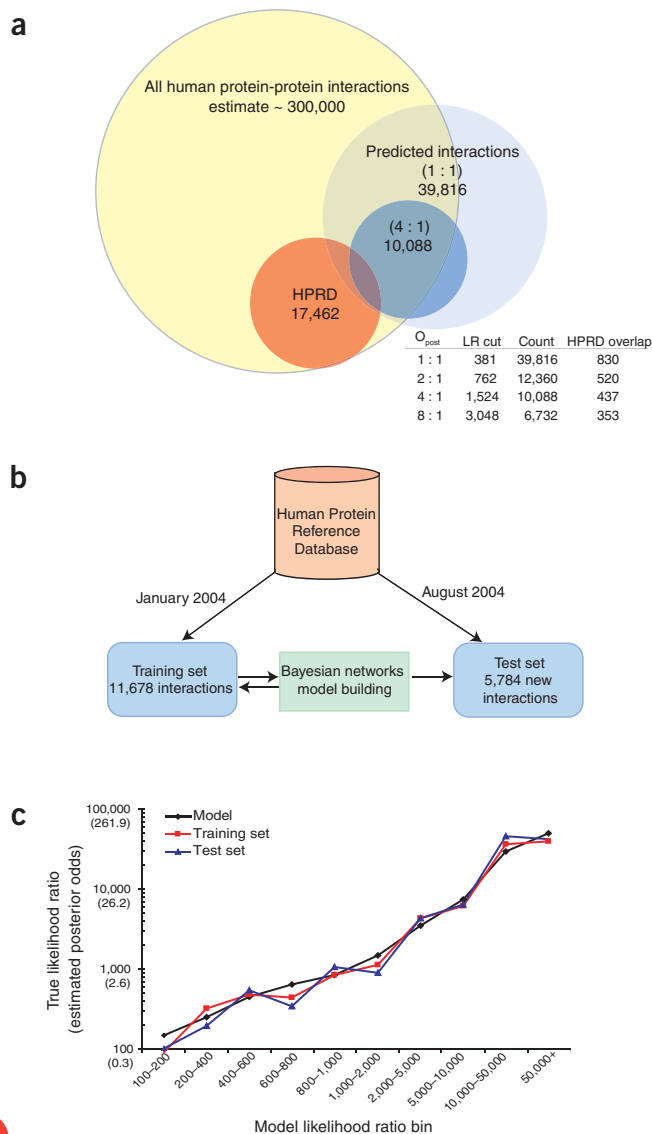 a
All human protein-protein interactions
estimate ~ 300,000
Predicted interactions
(1 : 1)
39,816
(4 : 1)
10,088
HPRD
17,462
O_post LR cut Count HPRD overlap
1 : 1 381 39,816 830
2 : 1 762 12,360 520
4 : 1 1,524 10,088 437
8 : 1 3,048 6,732 353
b
Human Protein
Reference
Database
January 2004
August 2004
Training set
11,678 interactions
Bayesian networks
model building
Test set
5,784 new
interactions
c
True likelihood ratio
(estimated posterior odds)
100,000
(261.9)
10,000
(26.2)
1,000
(2.6)
100
(0.3)
Model
Training set
Test set
100–200
200–400
400–600
600–800
800–1,000
1,000–2,000
2,000–5,000
5,000–10,000
10,000–50,000
50,000+
Model likelihood ratio bin